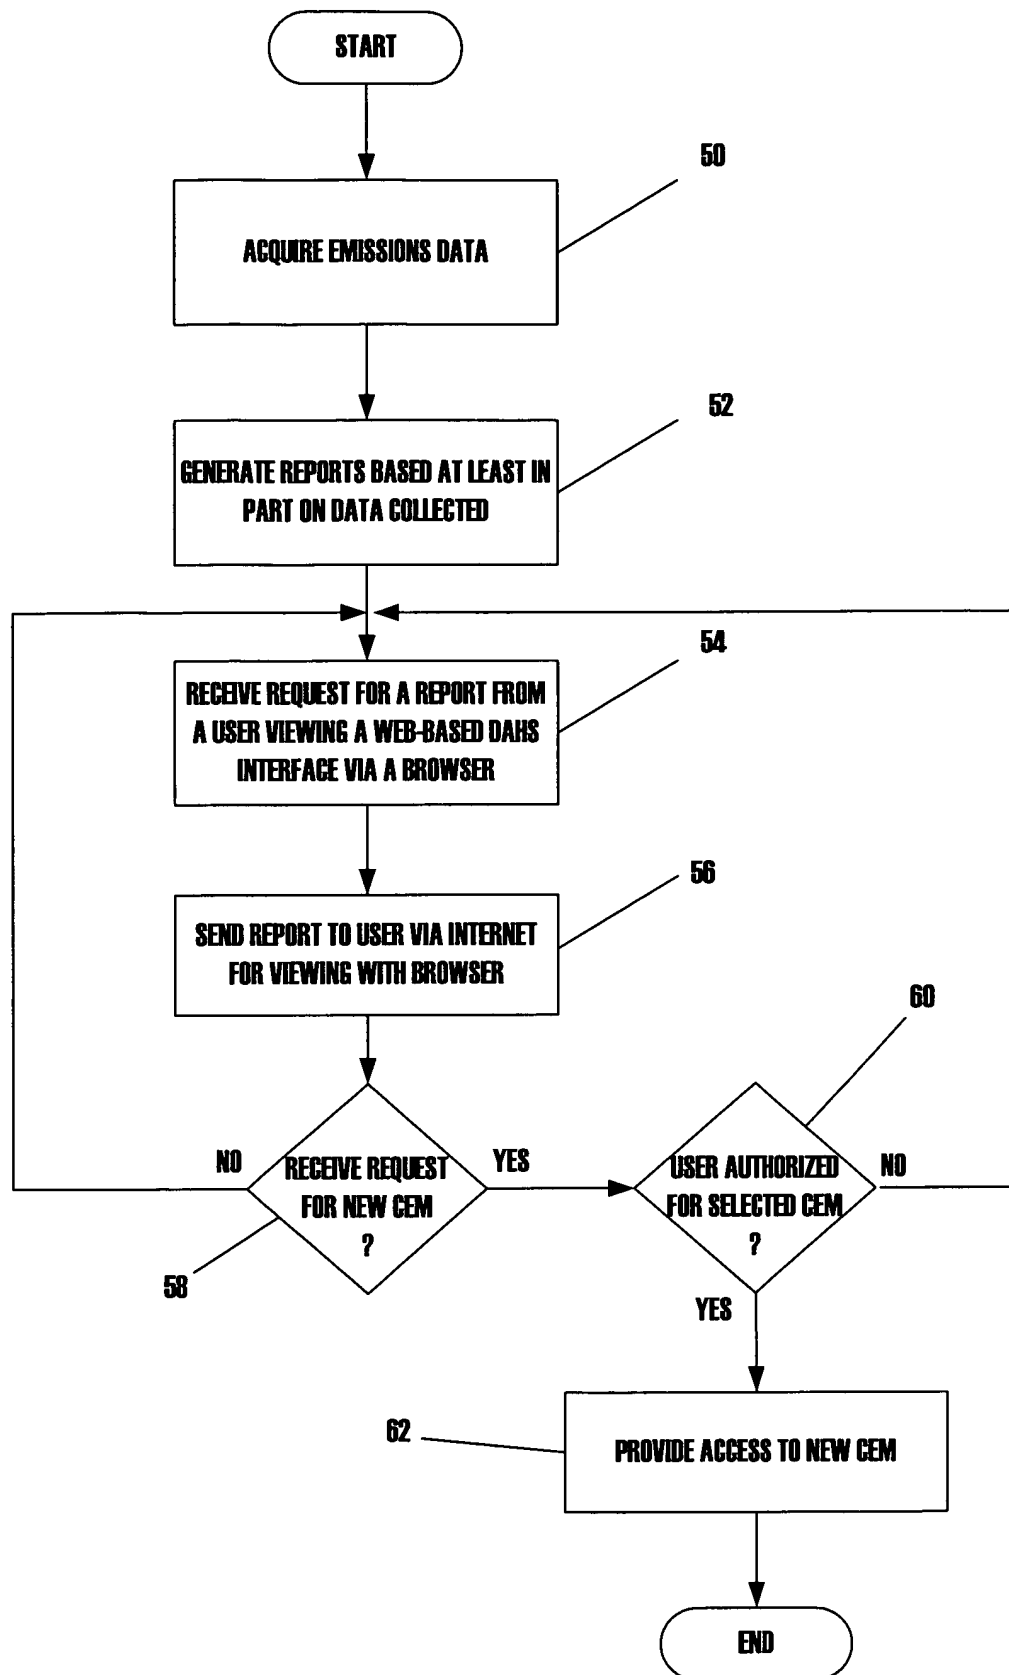 START
50
ACQUIRE EMISSIONS DATA
52
GENERATE REPORTS BASED AT LEAST IN
PART ON DATA COLLECTED
54
RECEIVE REQUEST FOR A REPORT FROM
A USER VIEWING A WEB-BASED DAHS
INTERFACE VIA A BROWSER
56
SEND REPORT TO USER VIA INTERNET
FOR VIEWING WITH BROWSER
60
NO
RECEIVE REQUEST
FOR NEW CEM
?
YES
USER AUTHORIZED
FOR SELECTED CEM
?
NO
58
YES
62
PROVIDE ACCESS TO NEW CEM
END